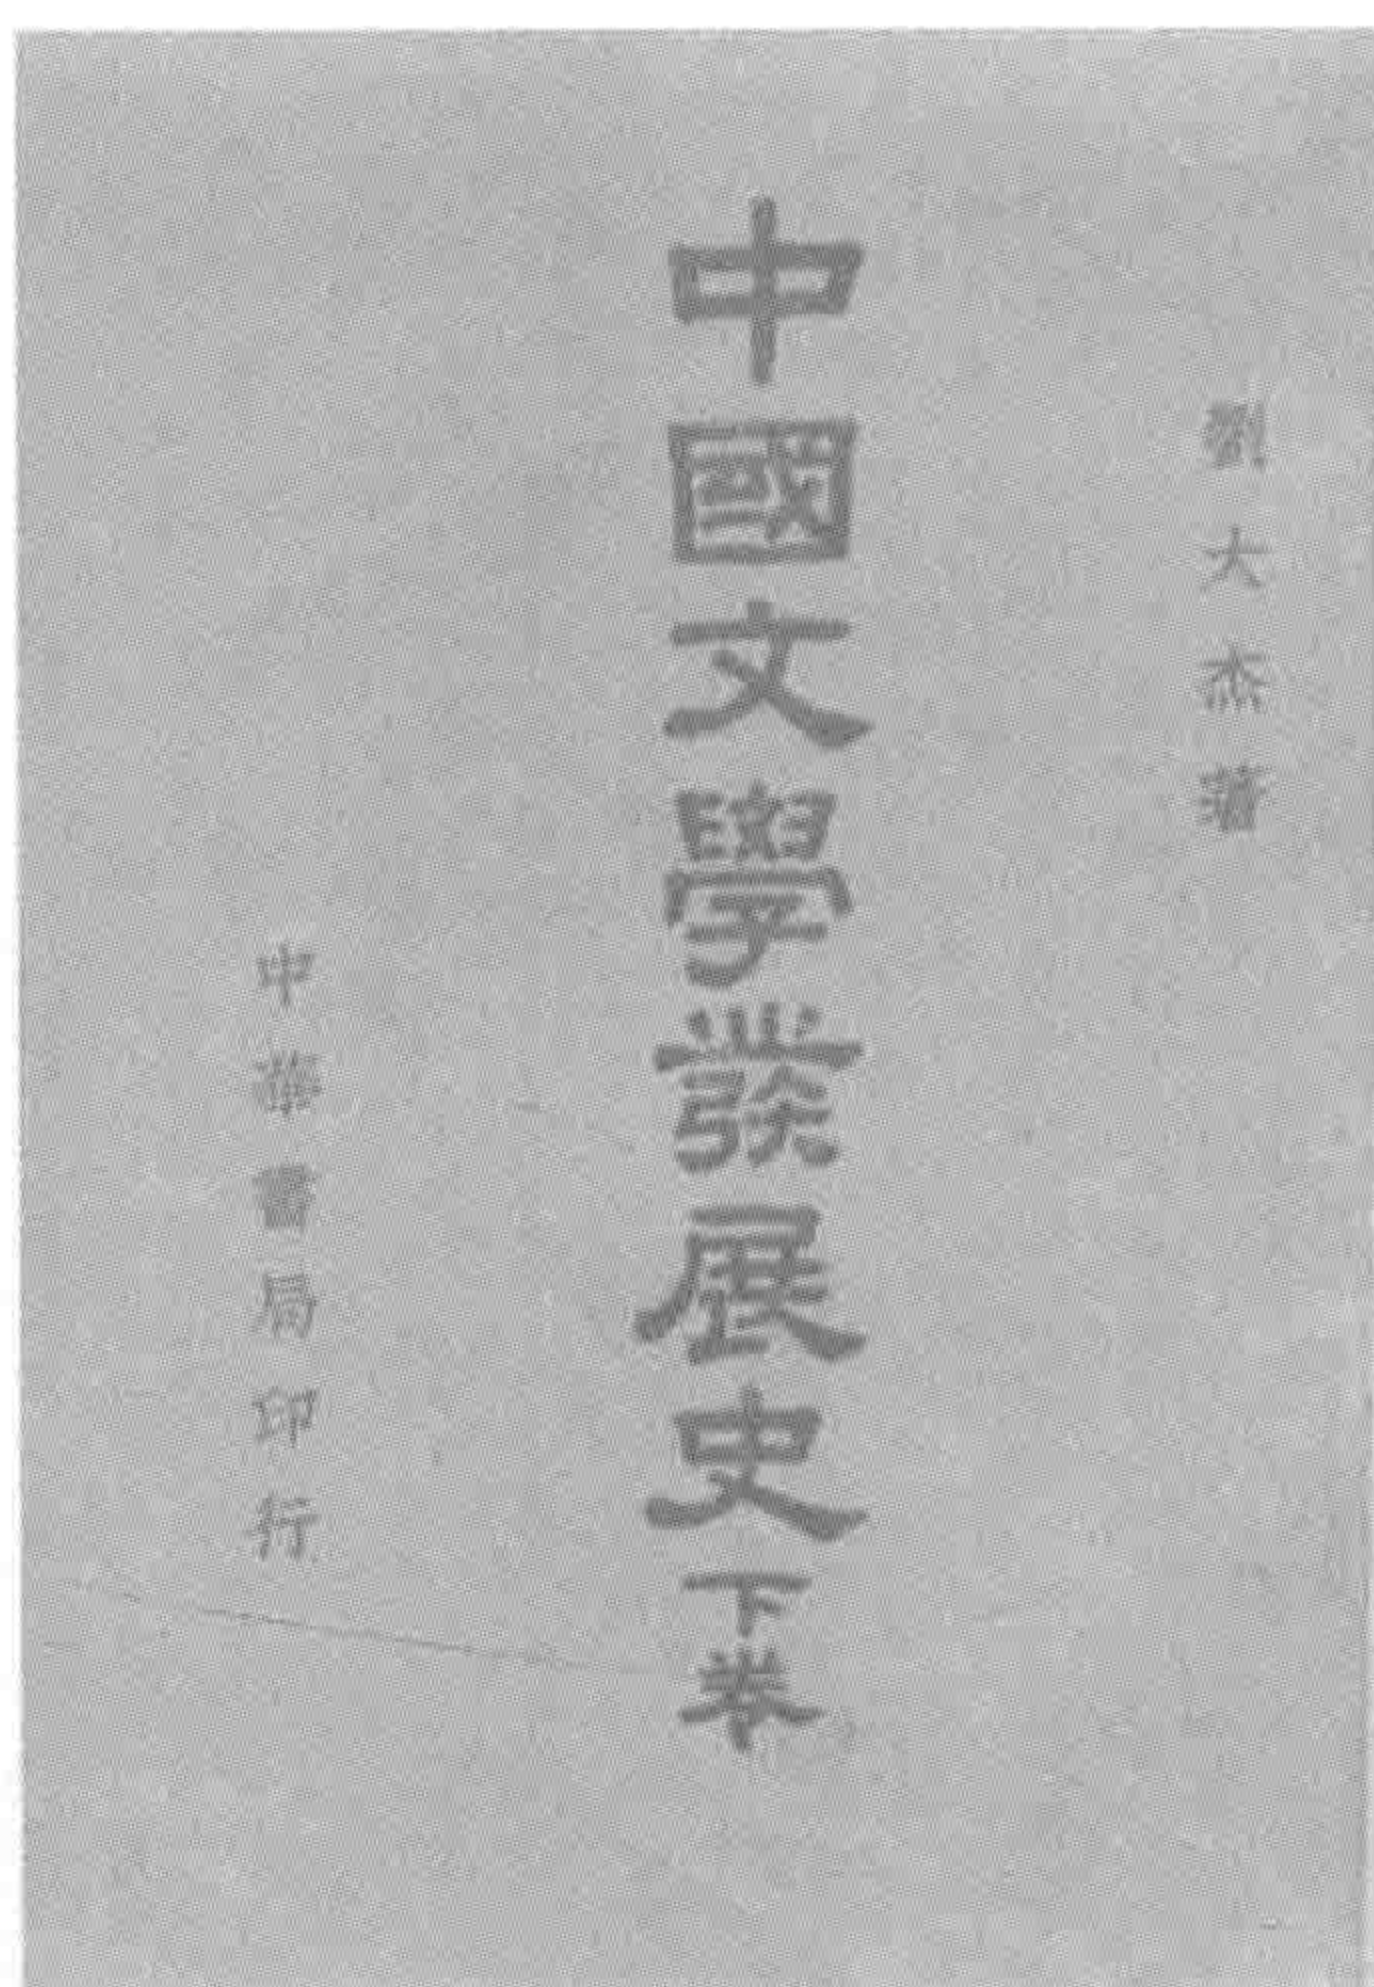 劉大杰著
中國文學發展史下卷
中華書局印行